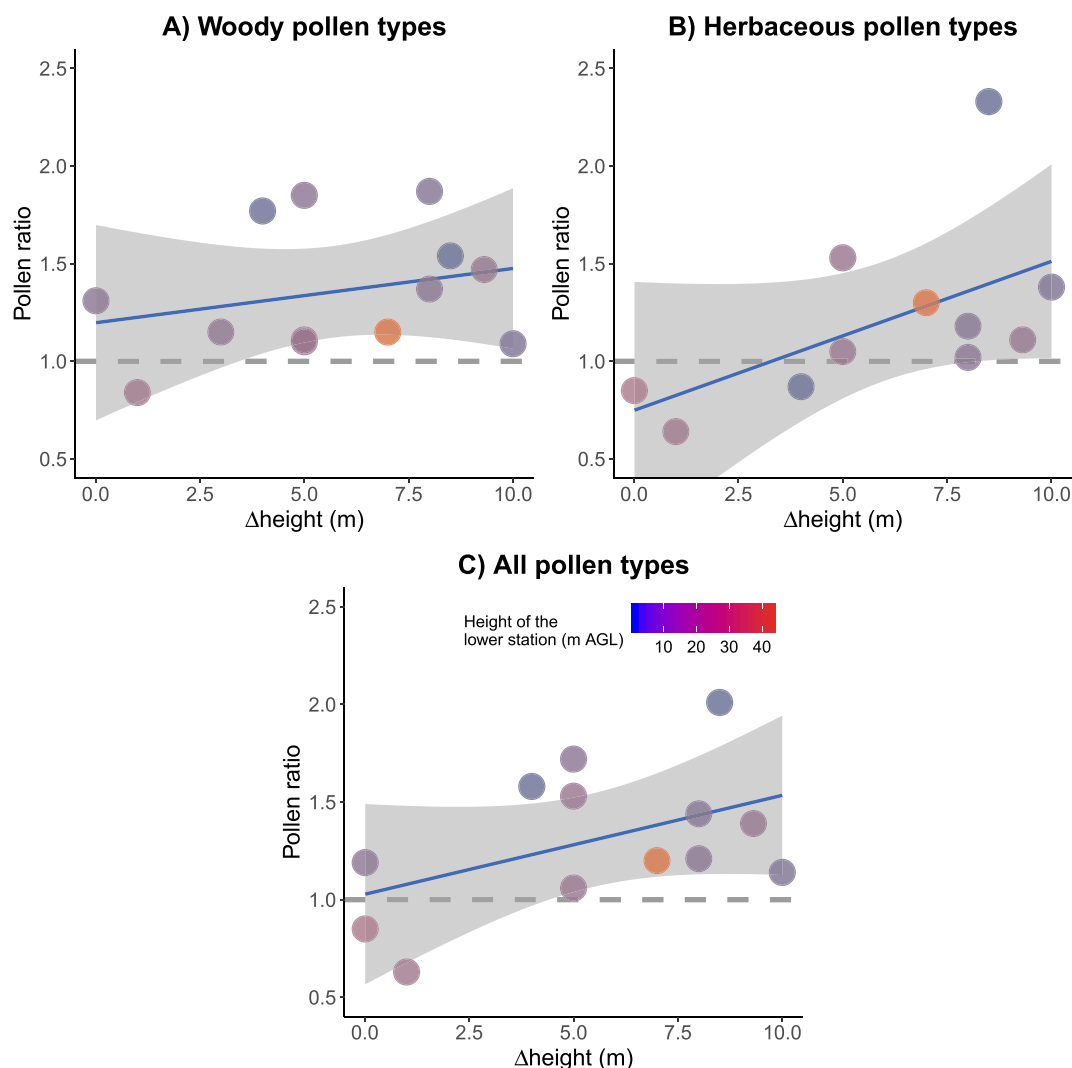 A) Woody pollen types
2.5
2.0
1.5
1.0
0.5
Pollen ratio
0.0 2.5 5.0 7.5 10.0
Δheight (m)
B) Herbaceous pollen types
2.5
2.0
1.5
1.0
0.5
Pollen ratio
0.0 2.5 5.0 7.5 10.0
Δheight (m)
C) All pollen types
Height of the
lower station (m AGL)
10 20 30 40
2.5
2.0
1.5
1.0
0.5
Pollen ratio
0.0 2.5 5.0 7.5 10.0
Δheight (m)